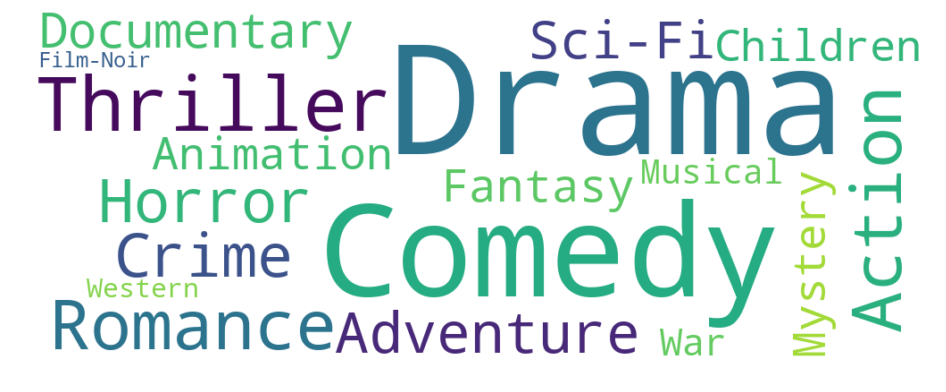 Documentary
Sci-Fi
Children
Film-Noir
Thriller
Drama
Animation
Musical
Fantasy
Horror
Comedy
Crime
Western
Romance
Adventure
War
Mystery
Action